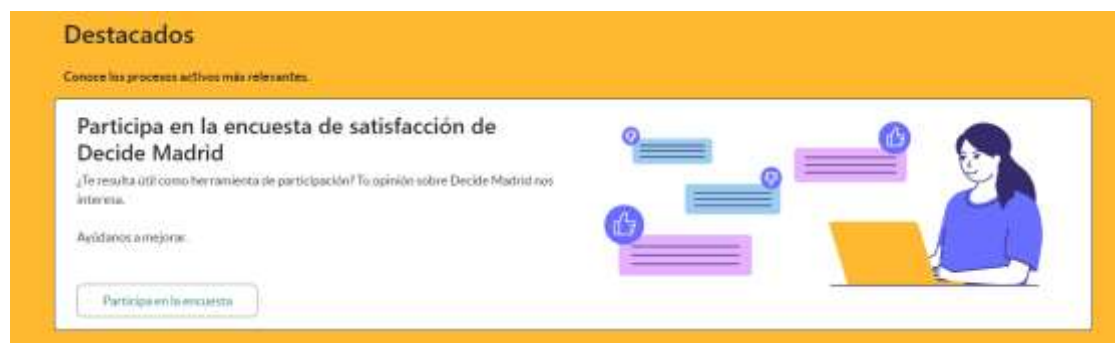 Destacados
Conoce los procesos activos más relevantes.
Participa en la encuesta de satisfacción de
Decide Madrid
¿Te resulta útil como herramienta de participación? Tu opinión sobre Decide Madrid nos
interesa.
Ayúdanos a mejorar.
Participa en la encuesta